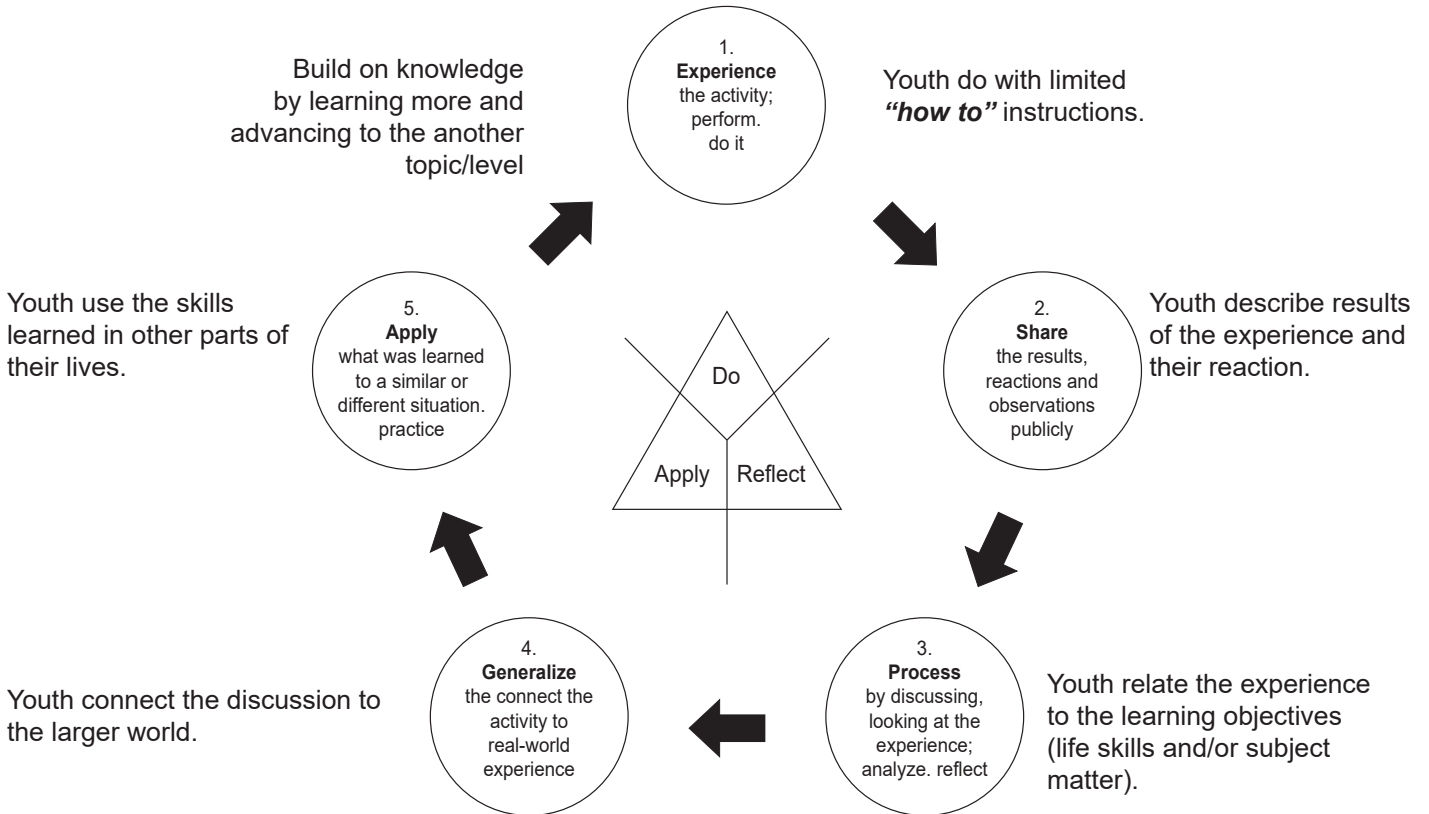 1.
Experience
the activity;
perform.
do it
Youth do with limited
“how to” instructions.
2.
Share
the results,
reactions and
observations
publicly
Youth describe results
of the experience and
their reaction.
3.
Process
by discussing,
looking at the
experience;
analyze. reflect
Youth relate the experience
to the learning objectives
(life skills and/or subject
matter).
4.
Generalize
the connect the
activity to
real-world
experience
Youth connect the discussion to
the larger world.
5.
Apply
what was learned
to a similar or
different situation.
practice
Youth use the skills
learned in other parts of
their lives.
Build on knowledge
by learning more and
advancing to the another
topic/level
Do
Apply
Reflect